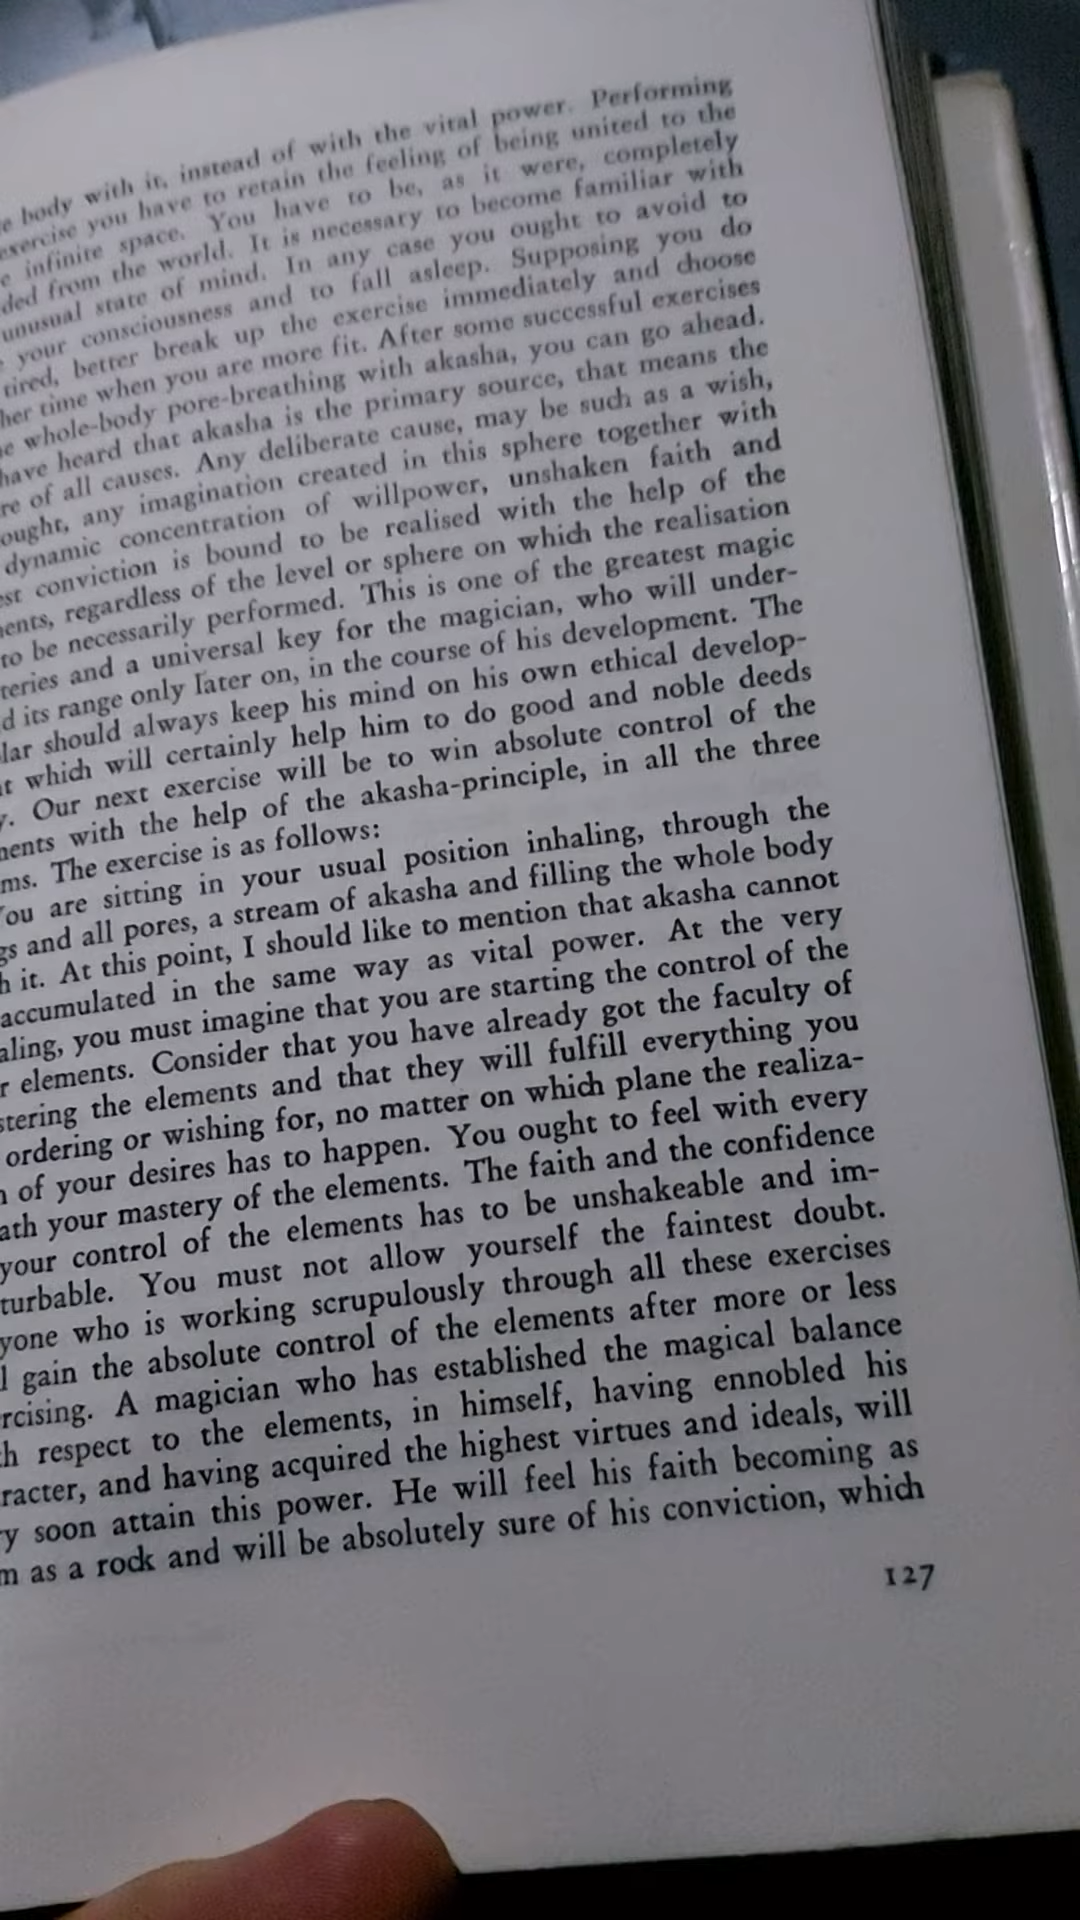 body with it, instead of with the vital power. Performing
exercise you have to retain the feeling of being united to the
infinite space. You have to be, as it were, completely
ded from the world. It is necessary to become familiar with
unusual state of mind. In any case you ought to avoid to
your consciousness and to fall asleep. Supposing you do
tired, better break up the exercise immediately and choose
her time when you are more fit. After some successful exercises
whole-body pore-breathing with akasha, you can go ahead.
have heard that akasha is the primary source, that means the
re of all causes. Any deliberate cause, may be such as a wish,
ought, any imagination created in this sphere together with
dynamic concentration of willpower, unshaken faith and
est conviction is bound to be realised with the help of the
ents, regardless of the level or sphere on which the realisation
to be necessarily performed. This is one of the greatest magic
teries and a universal key for the magician, who will under-
d its range only later on, in the course of his development. The
lar should always keep his mind on his own ethical develop-
t which will certainly help him to do good and noble deeds
y. Our next exercise will be to win absolute control of the
ents with the help of the akasha-principle, in all the three
ms. The exercise is as follows:
ou are sitting in your usual position inhaling, through the
gs and all pores, a stream of akasha and filling the whole body
h it. At this point, I should like to mention that akasha cannot
accumulated in the same way as vital power. At the very
aling, you must imagine that you are starting the control of the
r elements. Consider that you have already got the faculty of
stering the elements and that they will fulfill everything you
ordering or wishing for, no matter on which plane the realiza-
n of your desires has to happen. You ought to feel with every
ath your mastery of the elements. The faith and the confidence
your control of the elements has to be unshakeable and im-
turbable. You must not allow yourself the faintest doubt.
yone who is working scrupulously through all these exercises
l gain the absolute control of the elements after more or less
rcising. A magician who has established the magical balance
h respect to the elements, in himself, having ennobled his
racter, and having acquired the highest virtues and ideals, will
y soon attain this power. He will feel his faith becoming as
m as a rock and will be absolutely sure of his conviction, which
127